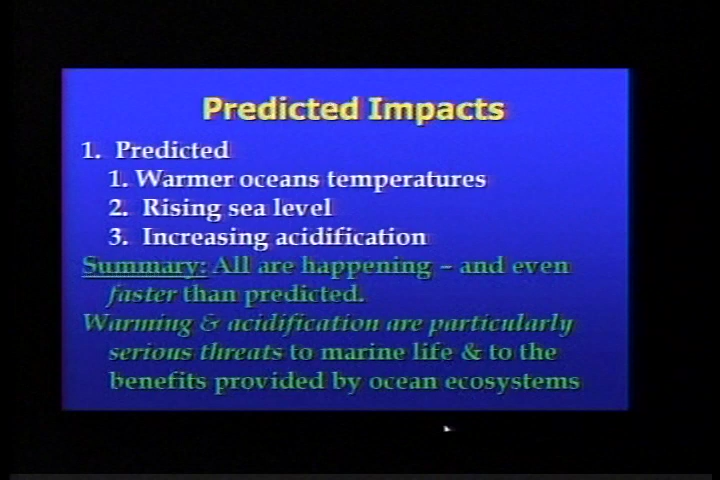 Predicted Impacts
1. Predicted
1. Warmer oceans temperatures
2. Rising sea level
3. Increasing acidification
Summary: All are happening – and even
faster than predicted.
Warming & acidification are particularly
serious threats to marine life & to the
benefits provided by ocean ecosystems